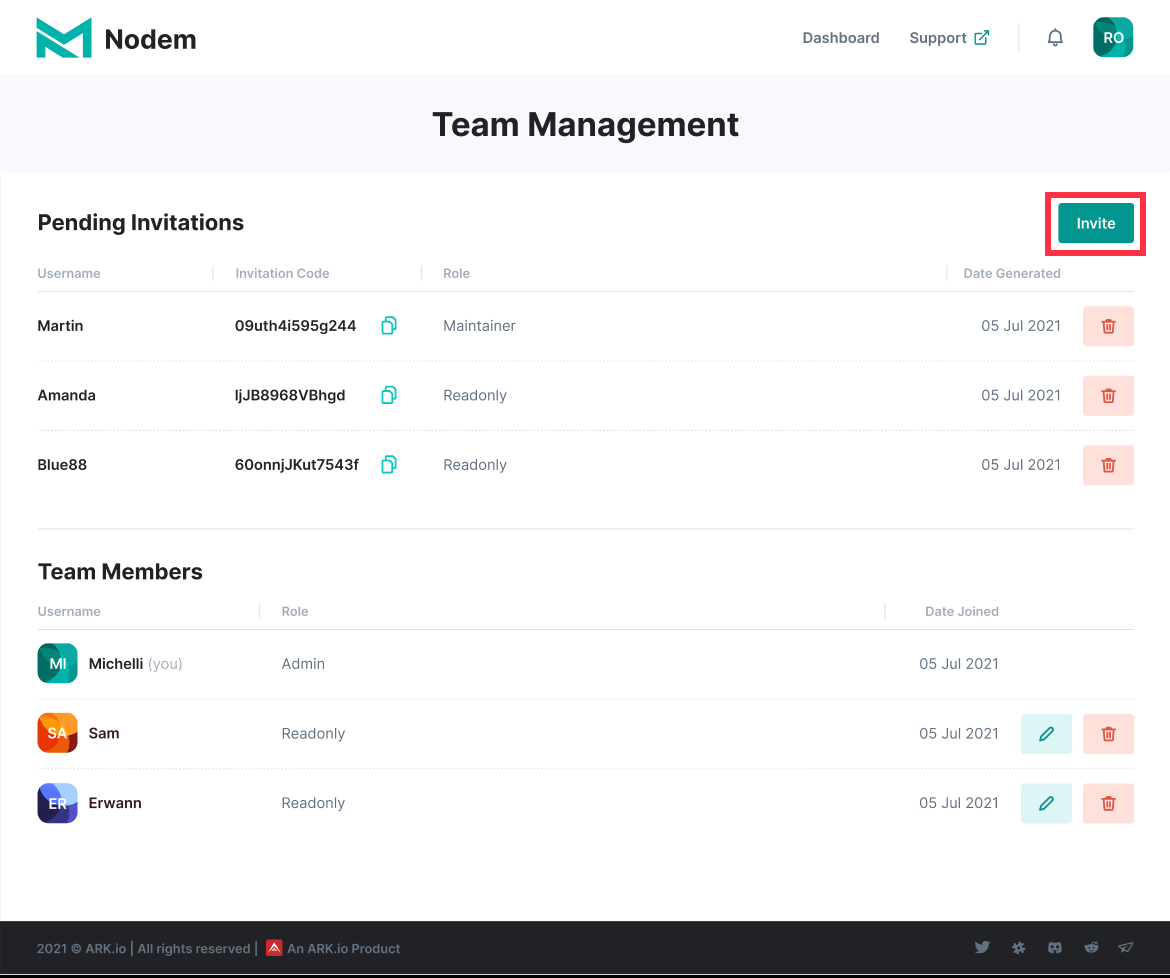 Nodem
Dashboard Support RO
Team Management
Pending Invitations Invite
Username Invitation Code Role Date Generated
Martin 09uth4i595g244 Maintainer 05 Jul 2021
Amanda IjJB8968VBhgd Readonly 05 Jul 2021
Blue88 60onnjJKut7543f Readonly 05 Jul 2021
Team Members
Username Role Date Joined
MI Michelli (you) Admin 05 Jul 2021
SA Sam Readonly 05 Jul 2021
ER Erwann Readonly 05 Jul 2021
2021 © ARK.io | All rights reserved | An ARK.io Product